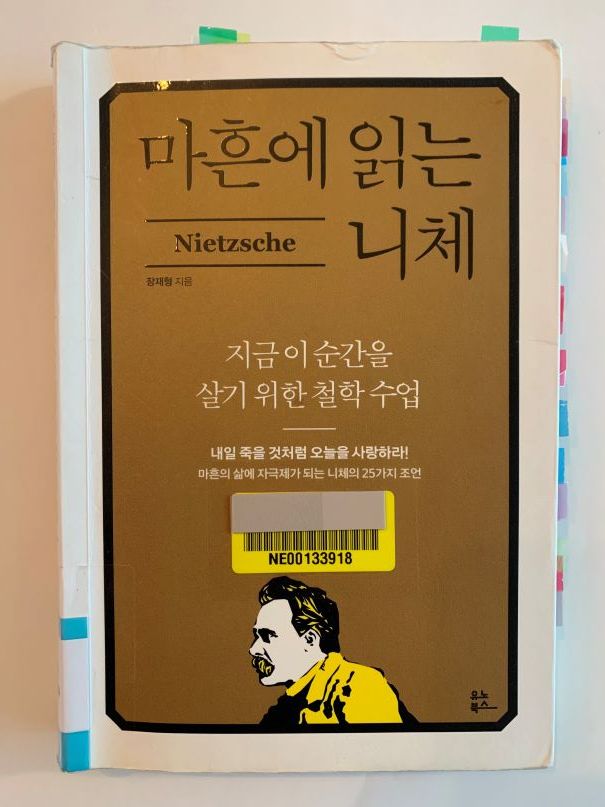 마흔에 읽는
Nietzsche 니체
장재형 지음
지금 이 순간을
살기 위한 철학 수업
내일 죽을 것처럼 오늘을 사랑하라!
마흔의 삶에 자극제가 되는 니체의 25가지 조언
NE00133918
유노
북스